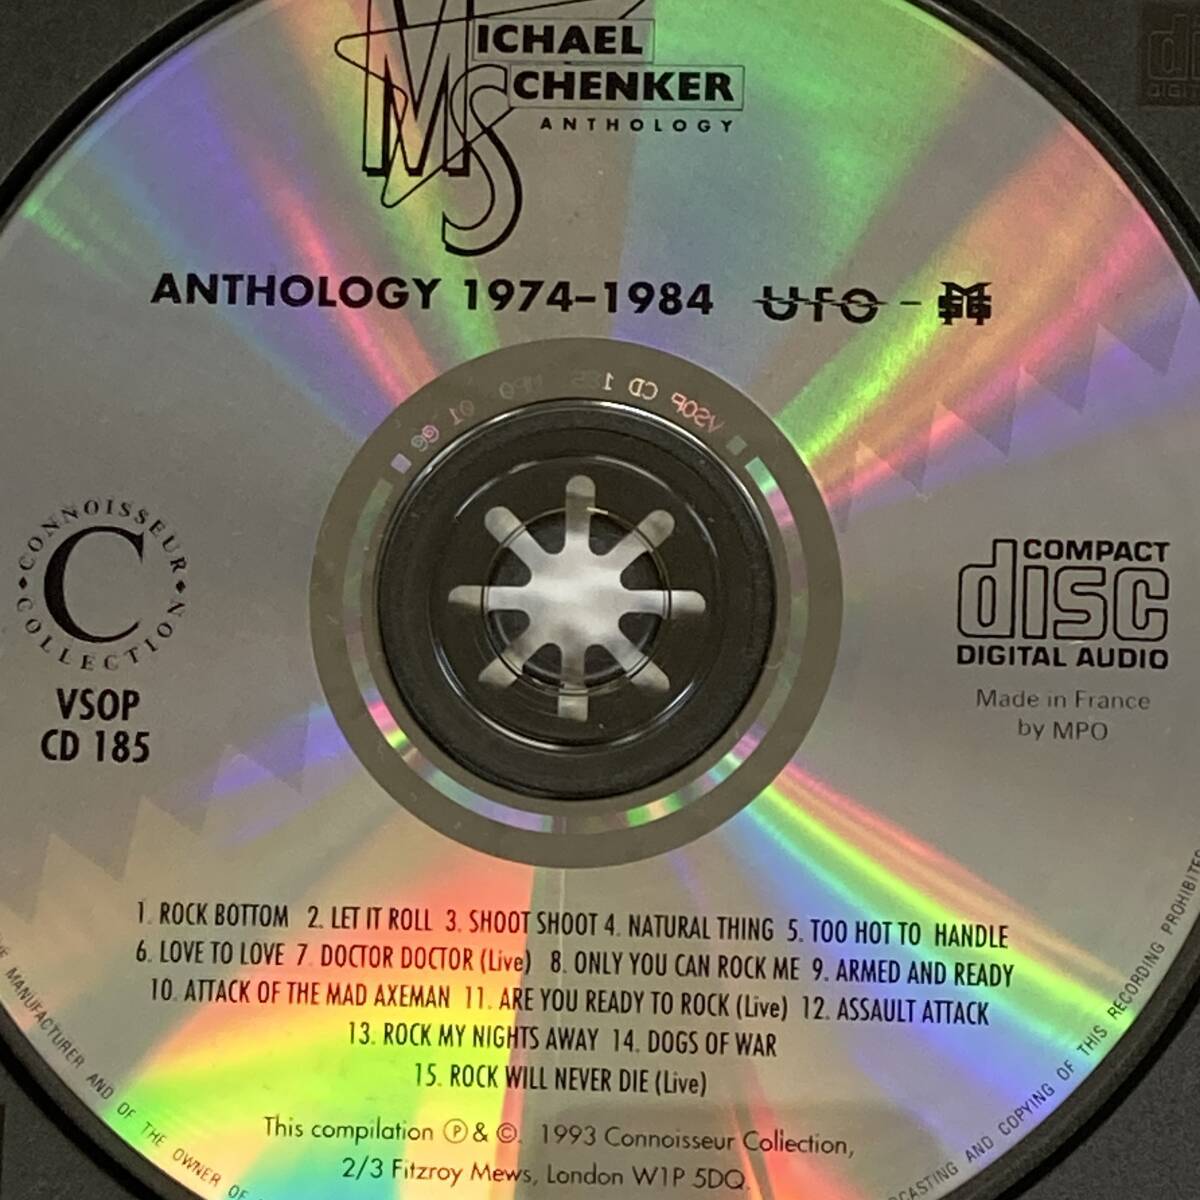 MICHAEL
SCHENKER
ANTHOLOGY
ANTHOLOGY 1974-1984 UFO - MSG
VSOP CD 185
CONNOISSEUR COLLECTION
C
VSOP
CD 185
COMPACT
disc
DIGITAL AUDIO
Made in France
by MPO
1. ROCK BOTTOM 2. LET IT ROLL 3. SHOOT SHOOT 4. NATURAL THING 5. TOO HOT TO HANDLE
6. LOVE TO LOVE 7. DOCTOR DOCTOR (Live) 8. ONLY YOU CAN ROCK ME 9. ARMED AND READY
10. ATTACK OF THE MAD AXEMAN 11. ARE YOU READY TO ROCK (Live) 12. ASSAULT ATTACK
13. ROCK MY NIGHTS AWAY 14. DOGS OF WAR
15. ROCK WILL NEVER DIE (Live)
This compilation Ⓟ & ©. 1993 Connoisseur Collection,
2/3 Fitzroy Mews, London W1P 5DQ.
MANUFACTURER AND OF THE OWNER OF
AND COPYING OF THIS RECORDING PROHIBITED